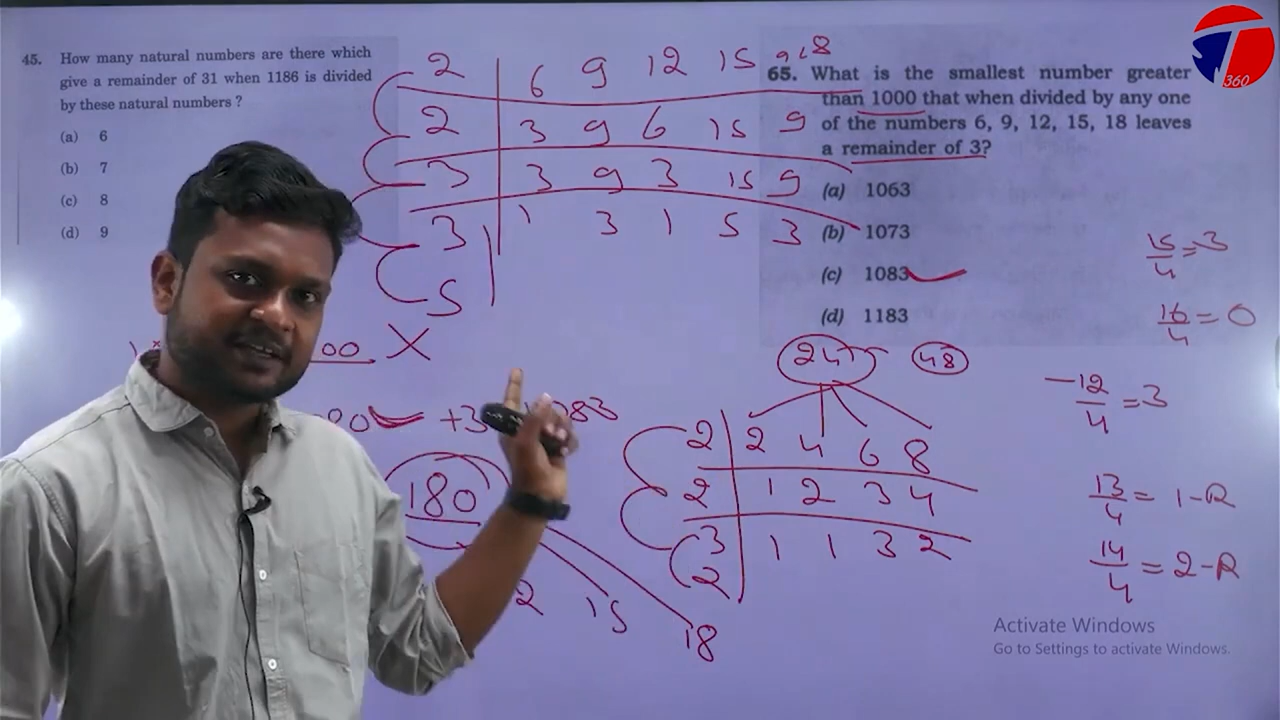 45. How many natural numbers are there which
give a remainder of 31 when 1186 is divided
by these natural numbers ?
(a) 6
(b) 7
(c) 8
(d) 9
2 6 9 12 15 18
2 3 9 6 15 9
3 3 9 3 15 9
3 1 3 1 5 3
5
65. What is the smallest number greater
than 1000 that when divided by any one
of the numbers 6, 9, 12, 15, 18 leaves
a remainder of 3?
(a) 1063
(b) 1073
(c) 1083
(d) 1183
360
15/4 = 3
16/4 = 0
-12/4 = 3
13/4 = 1-R
14/4 = 2-R
00 X
+3
180
2 15 18
24 48
2 2 4 6 8
2 1 2 3 4
3 1 1 3 2
2
Activate Windows
Go to Settings to activate Windows.